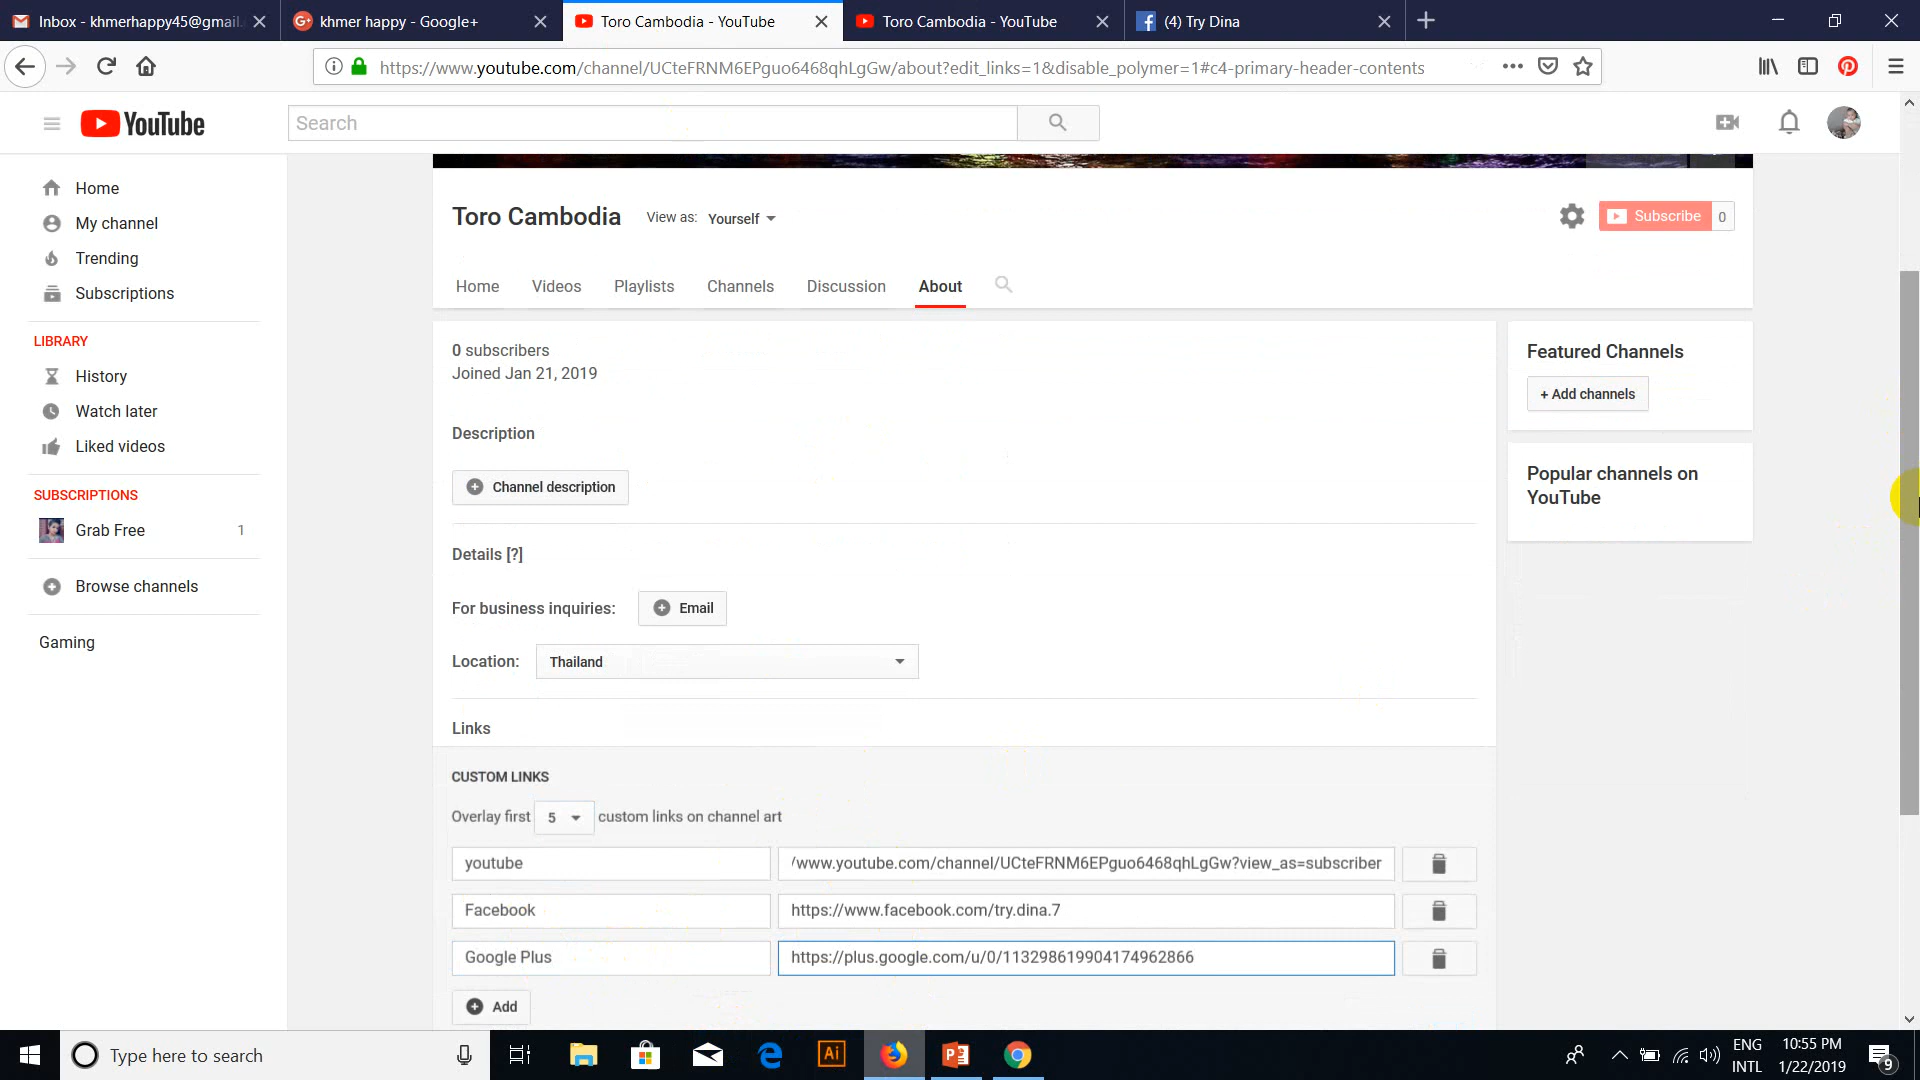 Inbox - khmerhappy45@gmail.
khmer happy - Google+
Toro Cambodia - YouTube
Toro Cambodia - YouTube
(4) Try Dina
https://www.youtube.com/channel/UCteFRNM6EPguo6468qhLgGw/about?edit_links=1&disable_polymer=1#c4-primary-header-contents
YouTube
Search
Home
My channel
Trending
Subscriptions
LIBRARY
History
Watch later
Liked videos
SUBSCRIPTIONS
Grab Free 1
Browse channels
Gaming
Toro Cambodia View as: Yourself
Subscribe 0
Home Videos Playlists Channels Discussion About
0 subscribers
Joined Jan 21, 2019
Description
Channel description
Details [?]
For business inquiries: Email
Location: Thailand
Links
CUSTOM LINKS
Overlay first 5 custom links on channel art
youtube /www.youtube.com/channel/UCteFRNM6EPguo6468qhLgGw?view_as=subscriber
Facebook https://www.facebook.com/try.dina.7
Google Plus https://plus.google.com/u/0/113298619904174962866
Add
Featured Channels
+ Add channels
Popular channels on
YouTube
Type here to search
Ai
ENG
INTL
10:55 PM
1/22/2019
9